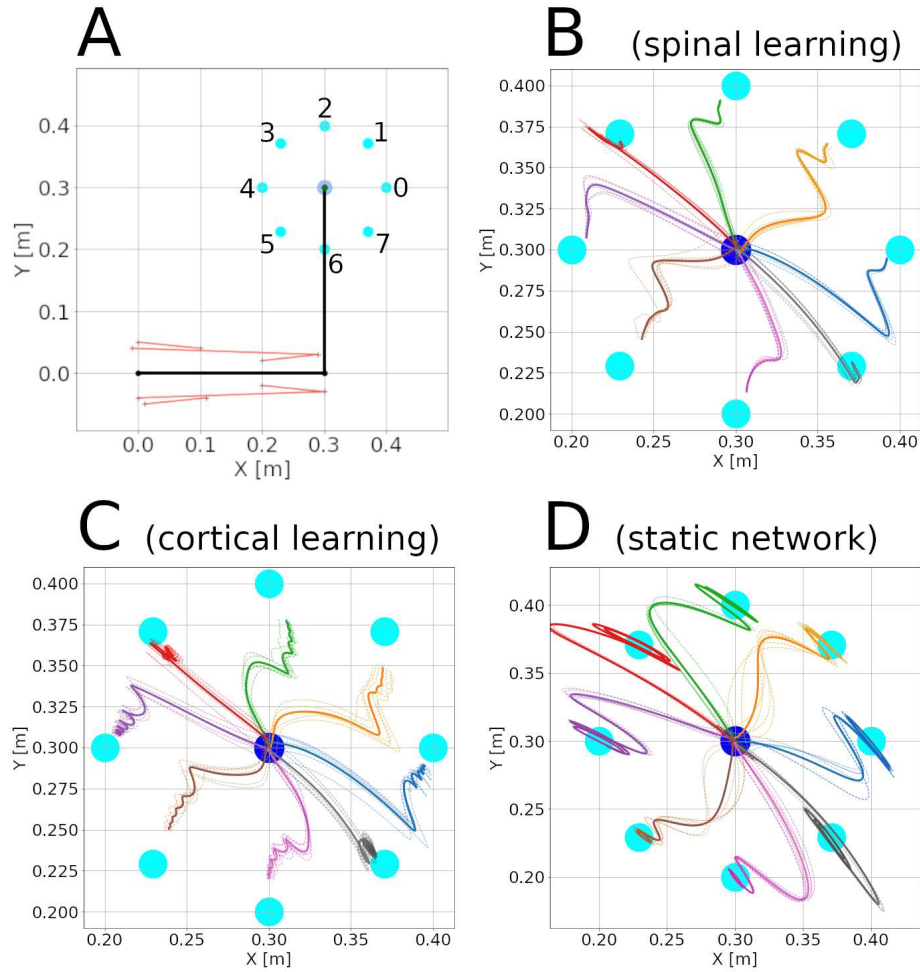 A
B (spinal learning)
Y [m]
0.4
0.3
0.2
0.1
0.0
2
3
1
4
0
5
7
6
0.0 0.1 0.2 0.3 0.4
X [m]
Y [m]
0.400
0.375
0.350
0.325
0.300
0.275
0.250
0.225
0.200
0.20 0.25 0.30 0.35 0.40
X [m]
C (cortical learning)
D (static network)
Y [m]
0.400
0.375
0.350
0.325
0.300
0.275
0.250
0.225
0.200
0.20 0.25 0.30 0.35 0.40
X [m]
Y [m]
0.40
0.35
0.30
0.25
0.20
0.20 0.25 0.30 0.35 0.40
X [m]